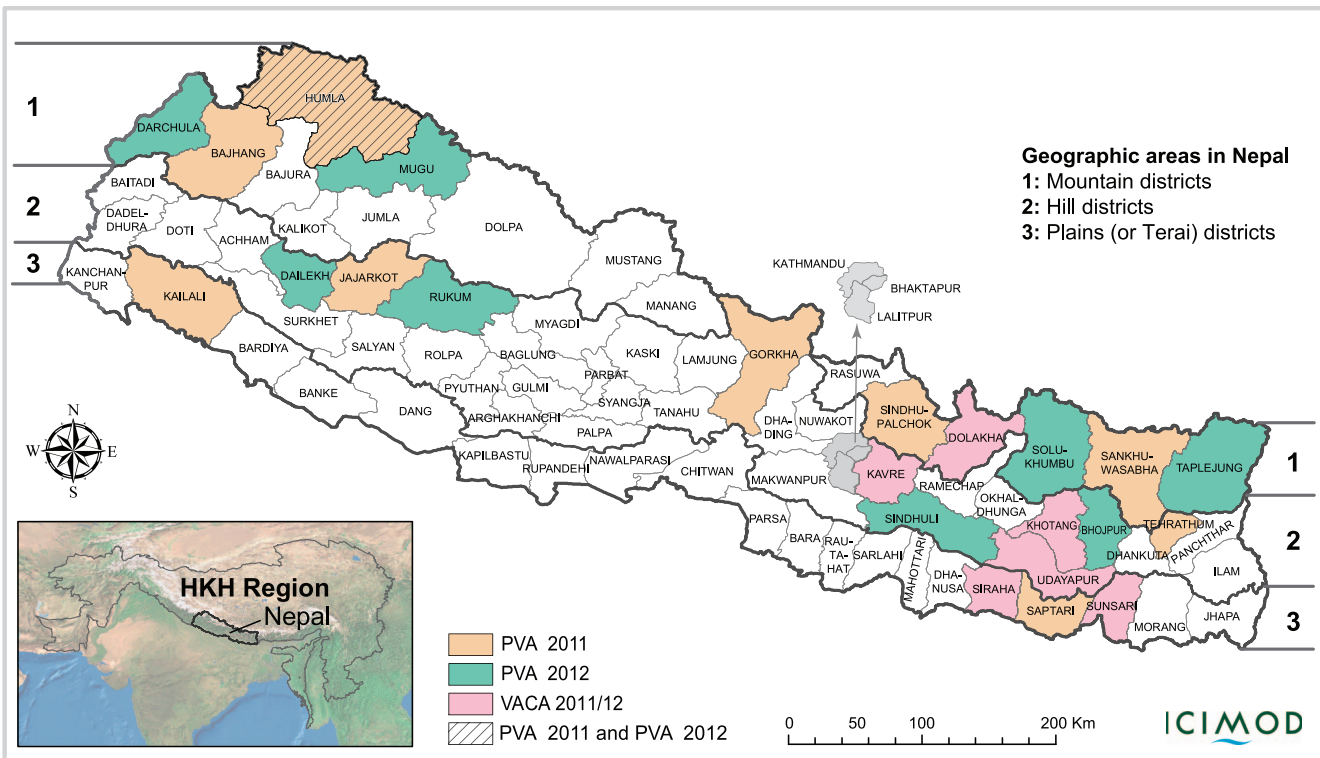 1
2
3
HUMLA
DARCHULA
BAJHANG
MUGU
BAJURA
BAITADI
DADEL-
DHURA
DOTI
ACHHAM
KALIKOT
JUMLA
DOLPA
KANCHAN-
PUR
KAILALI
DAILEKH
JAJARKOT
RUKUM
MUSTANG
MANANG
SURKHET
SALYAN
BARDIYA
BANKE
DANG
ROLPA
MYAGDI
BAGLUNG
PYUTHAN
GULMI
PARBAT
KASKI
LAMJUNG
GORKHA
SYANGJA
TANAHU
ARGHAKHANCHI
PALPA
KAPILBASTU
RUPANDEHI
NAWALPARASI
CHITWAN
Geographic areas in Nepal
1: Mountain districts
2: Hill districts
3: Plains (or Terai) districts
KATHMANDU
BHAKTAPUR
LALITPUR
RASUWA
DHA-
DING
NUWAKOT
SINDHU-
PALCHOK
DOLAKHA
KAVRE
MAKWANPUR
RAMECHAP
SOLU-
KHUMBU
SANKHU-
WASABHA
TAPLEJUNG
OKHAL-
DHUNGA
SINDHULI
KHOTANG
BHOJPUR
TEHRATHUM
PANCHTHAR
DHANKUTA
ILAM
PARSA
BARA
RAU-
TA-
HAT
SARLAHI
MAHOTTARI
DHA-
NUSA
SIRAHA
UDAYAPUR
SAPTARI
SUNSARI
MORANG
JHAPA
1
2
3
N
W
E
S
HKH Region
Nepal
PVA 2011
PVA 2012
VACA 2011/12
PVA 2011 and PVA 2012
0 50 100 200 Km
ICIMOD